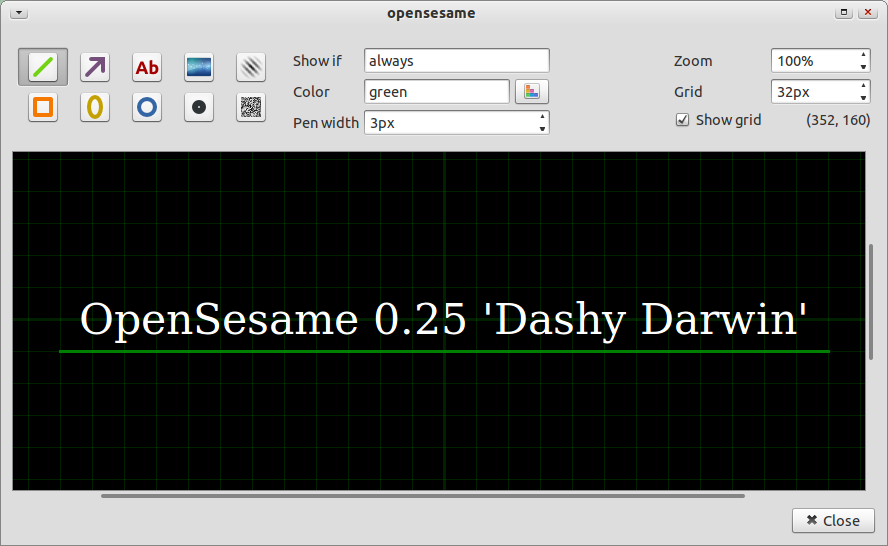 opensesame
Ab
Show if always
Color green
Pen width 3px
Zoom 100%
Grid 32px
Show grid (352, 160)
OpenSesame 0.25 'Dashy Darwin'
Close